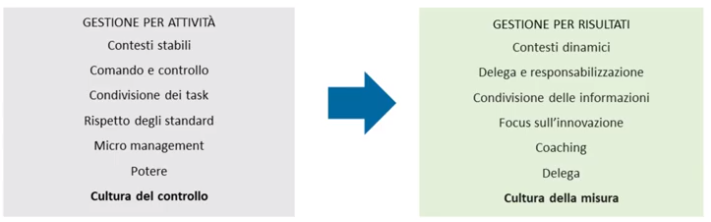 GESTIONE PER ATTIVITÀ
Contesti stabili
Comando e controllo
Condivisione dei task
Rispetto degli standard
Micro management
Potere
Cultura del controllo
GESTIONE PER RISULTATI
Contesti dinamici
Delega e responsabilizzazione
Condivisione delle informazioni
Focus sull'innovazione
Coaching
Delega
Cultura della misura